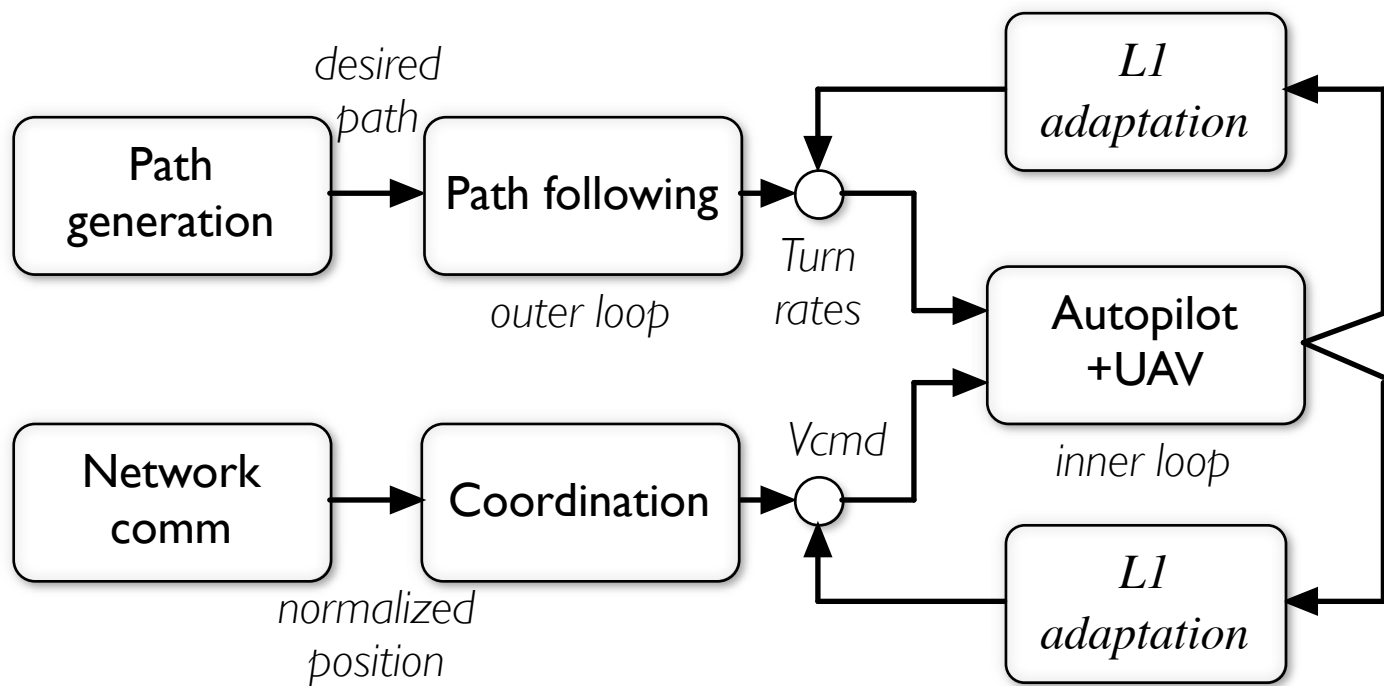 desired
path
L1
adaptation
Path
generation
Path following
outer loop
Turn
rates
Autopilot
+UAV
inner loop
Network
comm
normalized
position
Coordination
Vcmd
L1
adaptation